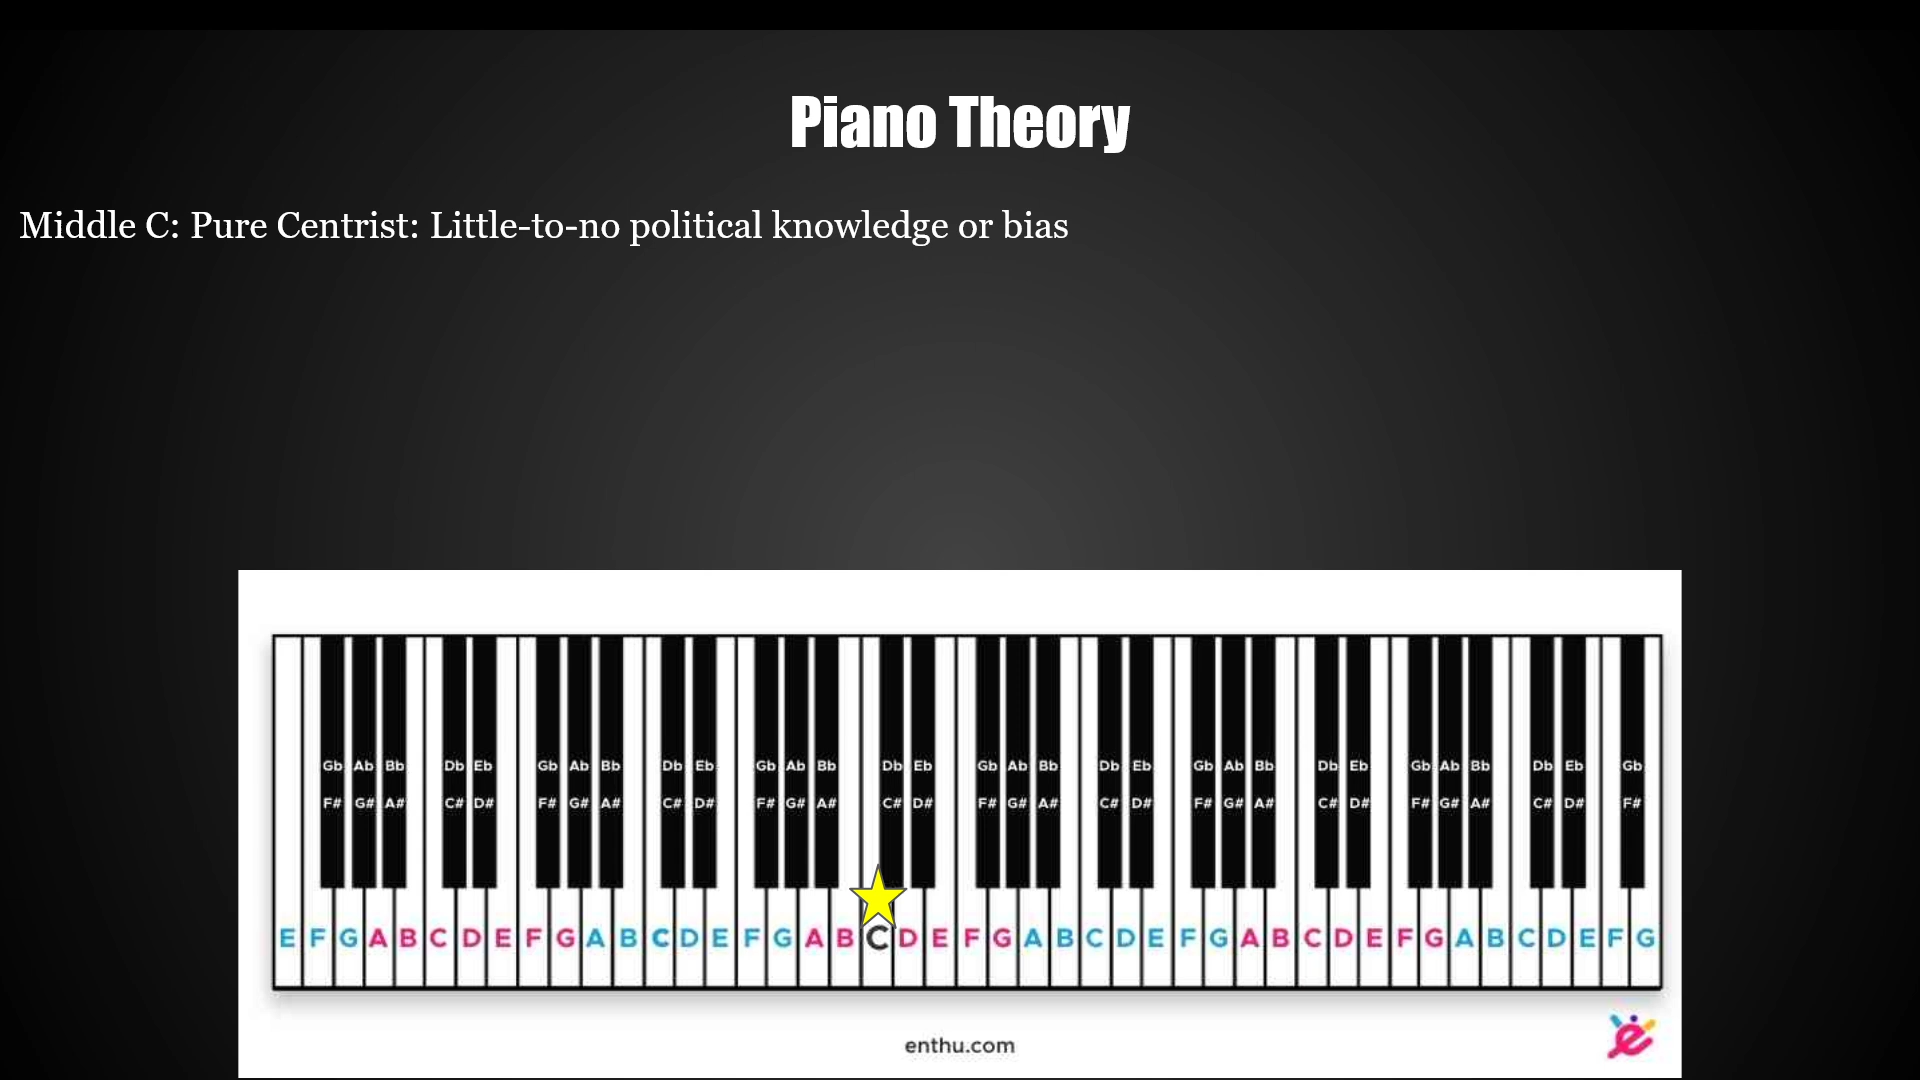 Piano Theory
Middle C: Pure Centrist: Little-to-no political knowledge or bias
Gb Ab Bb Db Eb Gb Ab Bb Db Eb Gb Ab Bb Db Eb Gb Ab Bb Db Eb Gb Ab Bb Db Eb Gb Ab Bb Db Eb Gb
F# G# A# C# D# F# G# A# C# D# F# G# A# C# D# F# G# A# C# D# F# G# A# C# D# F# G# A# C# D# F#
E F G A B C D E F G A B C D E F G A B C D E F G A B C D E F G A B C D E F G A B C D E F G
enthu.com